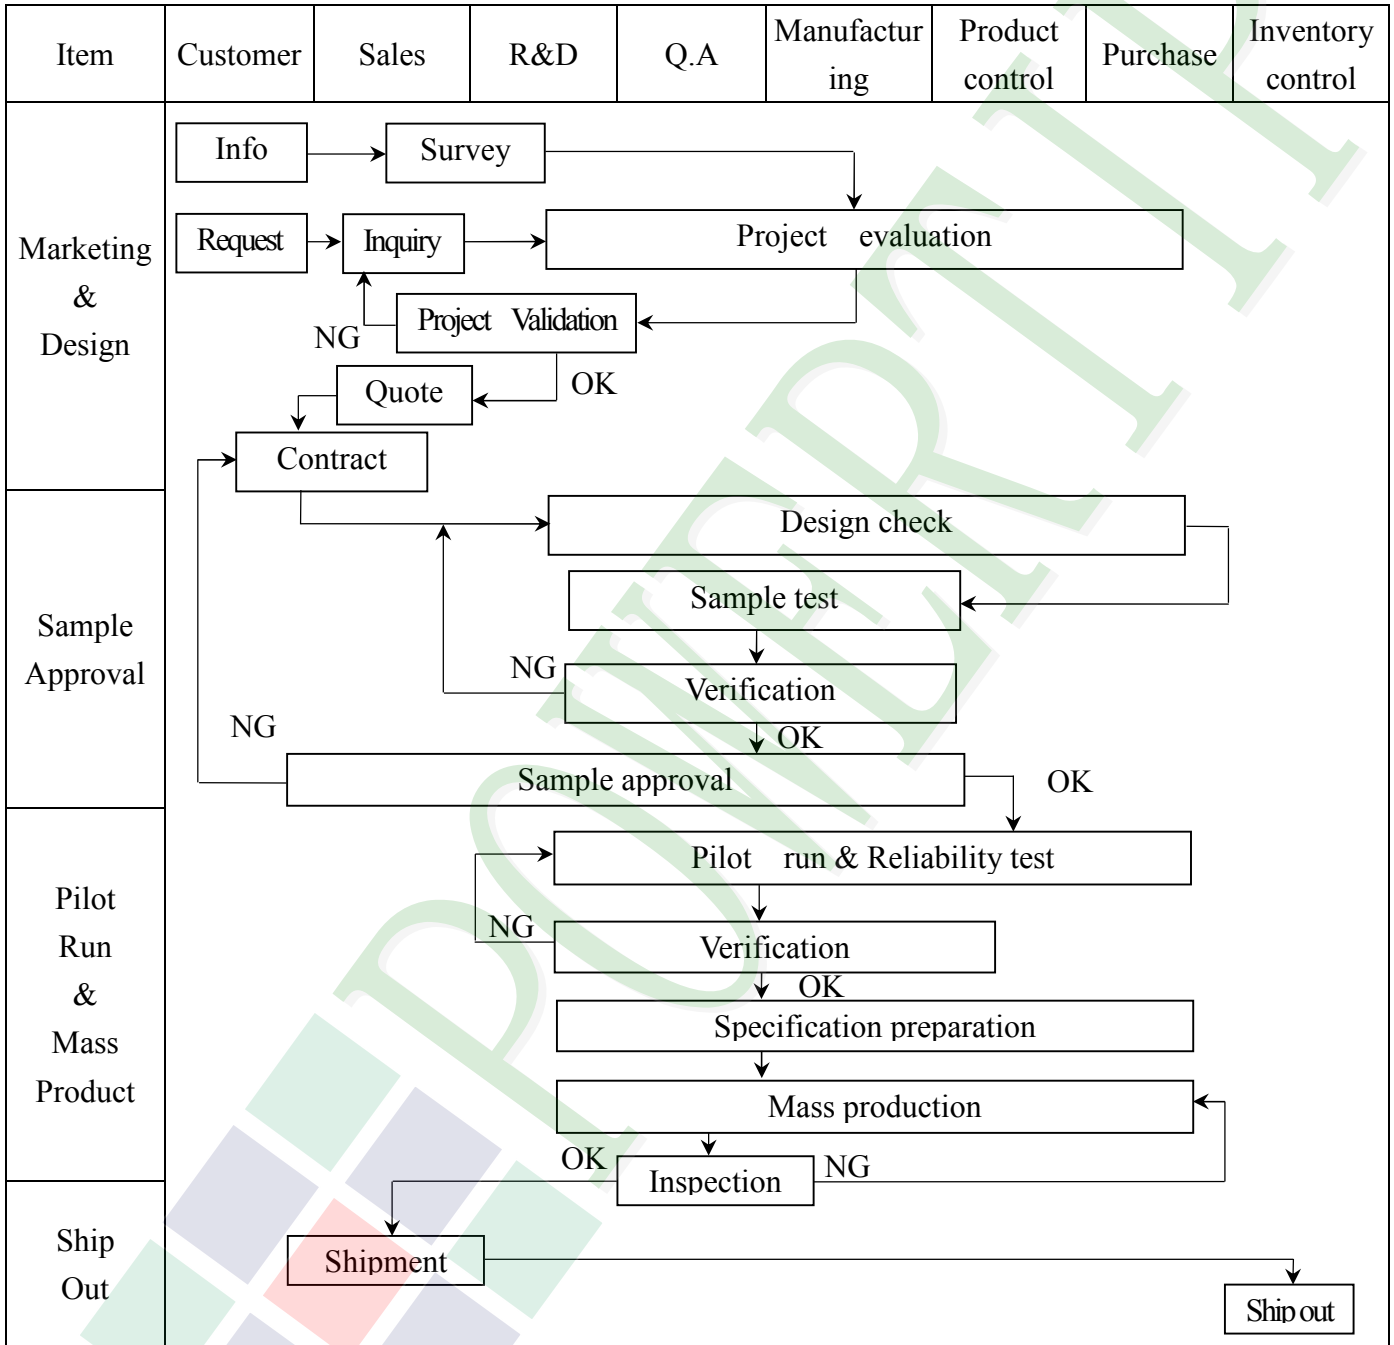 Item
Customer
Sales
R&D
Q.A
Manufactur
ing
Product
control
Purchase
Inventory
control
Marketing
&
Design
Info
Survey
Request
Inquiry
Project evaluation
Project Validation
NG
OK
Quote
Contract
Sample
Approval
Design check
Sample test
NG
Verification
OK
NG
Sample approval
OK
Pilot
Run
&
Mass
Product
Pilot run & Reliability test
NG
Verification
OK
Specification preparation
Mass production
OK
Inspection
NG
Ship
Out
Shipment
Ship out
POWERTIP